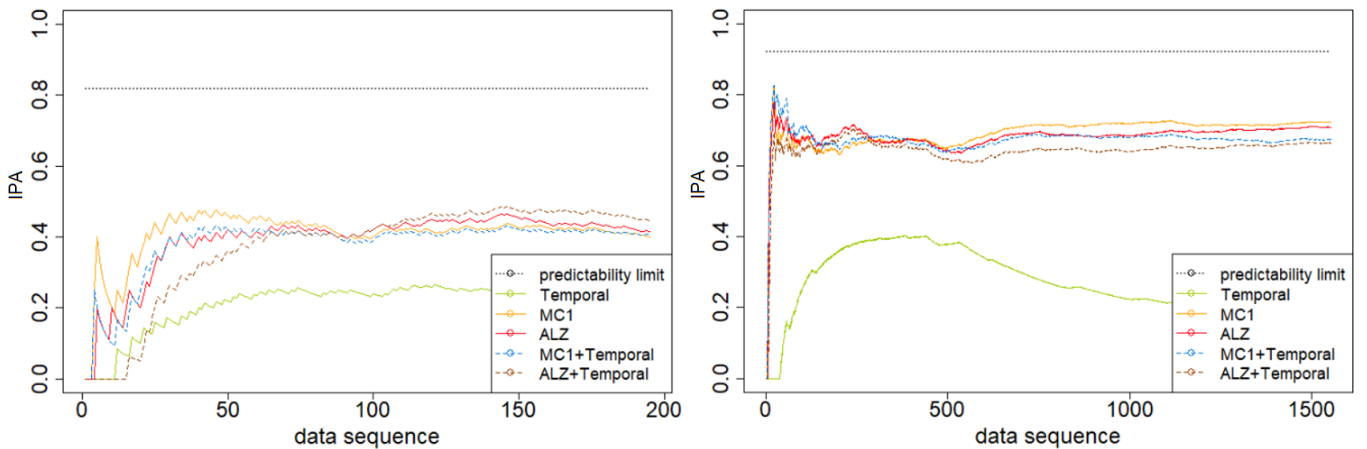 1.0
0.8
0.6
0.4
0.2
0.0
IPA
predictability limit
Temporal
MC1
ALZ
MC1+Temporal
ALZ+Temporal
0 50 100 150 200
data sequence
1.0
0.8
0.6
0.4
0.2
0.0
IPA
predictability limit
Temporal
MC1
ALZ
MC1+Temporal
ALZ+Temporal
0 500 1000 1500
data sequence